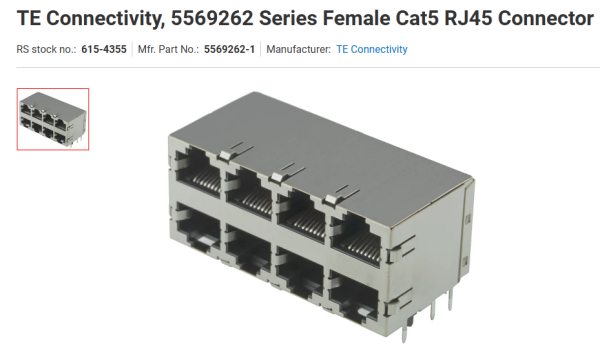 TE Connectivity, 5569262 Series Female Cat5 RJ45 Connector
RS stock no.: 615-4355 Mfr. Part No.: 5569262-1 Manufacturer: TE Connectivity